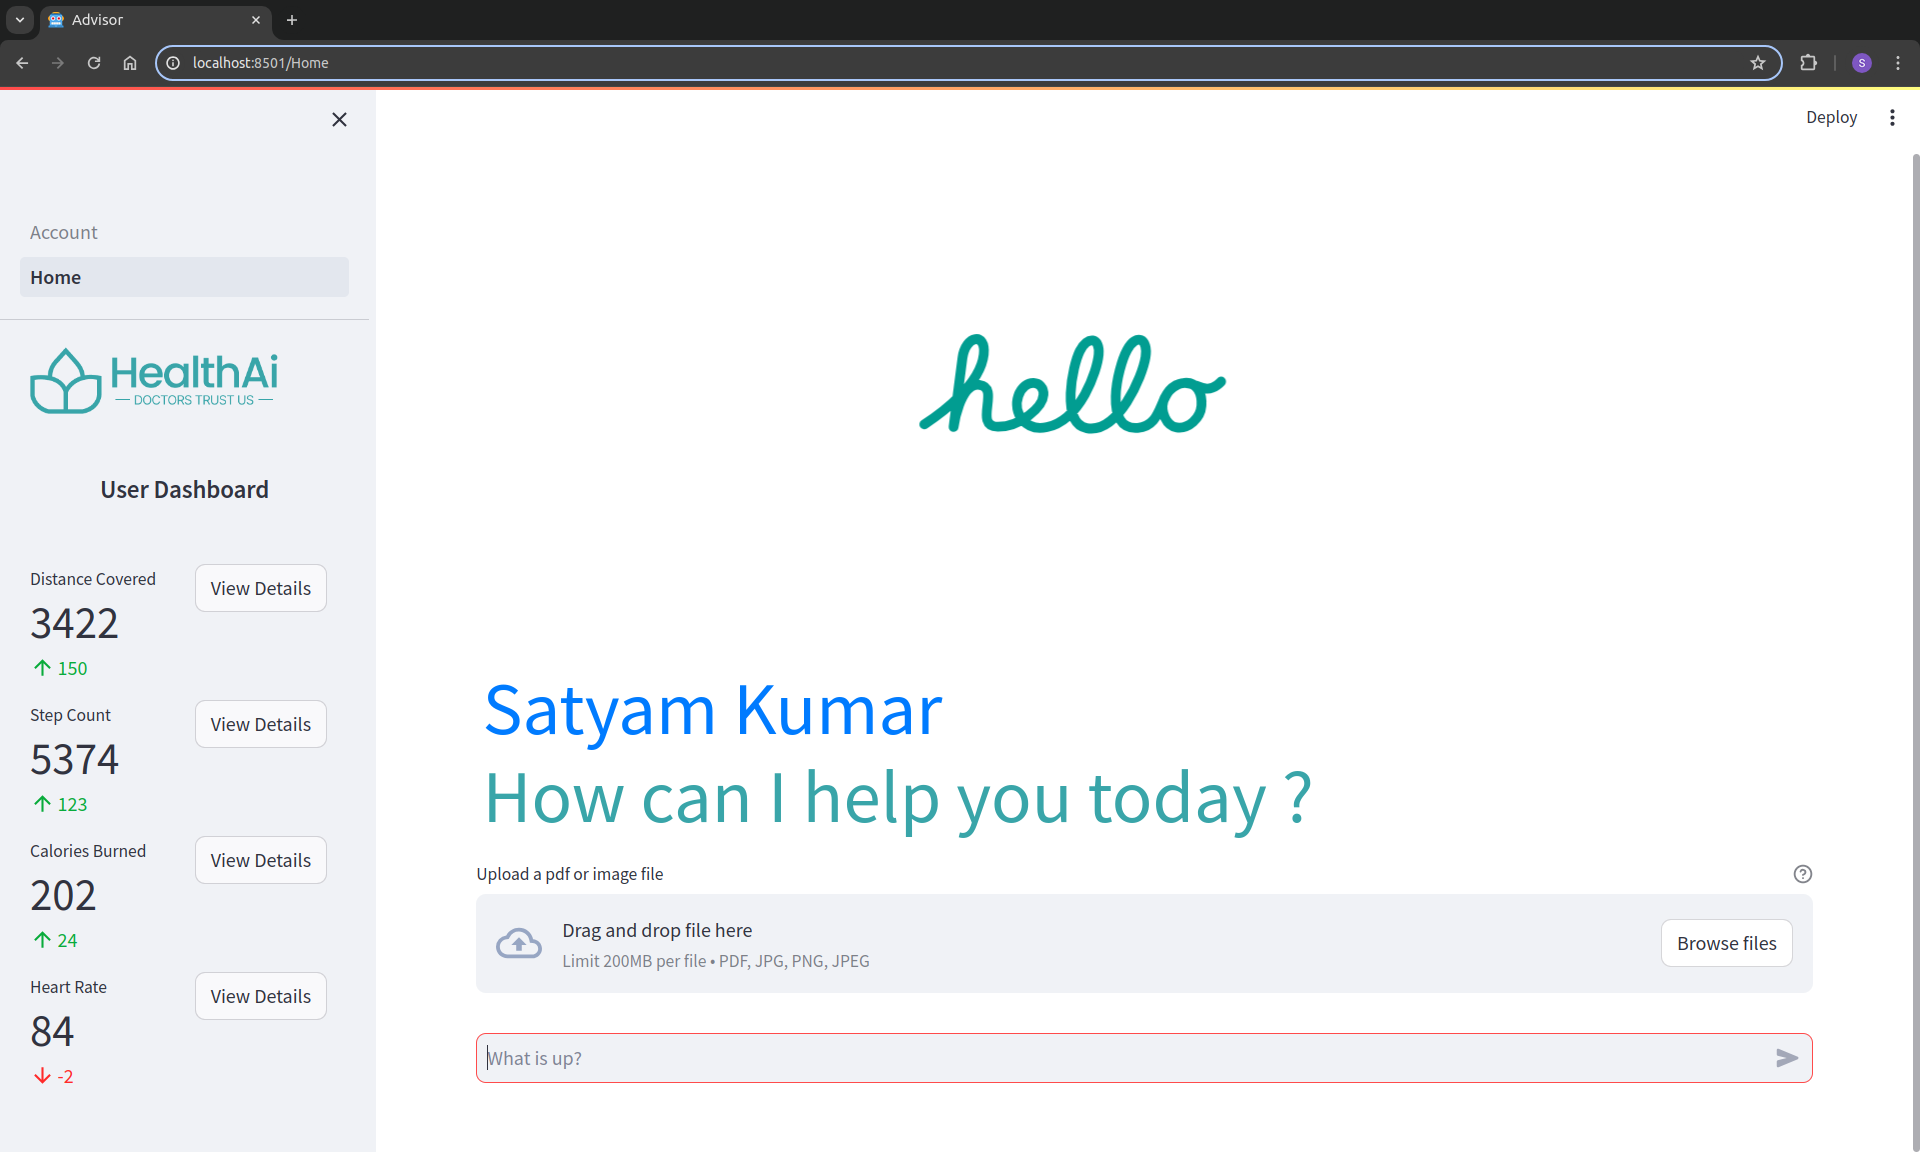 Advisor
localhost:8501/Home
S
Deploy
Account
Home
HealthAi
DOCTORS TRUST US
User Dashboard
Distance Covered
View Details
3422
150
Step Count
View Details
5374
123
Calories Burned
View Details
202
24
Heart Rate
View Details
84
-2
hello
Satyam Kumar
How can I help you today ?
Upload a pdf or image file
Drag and drop file here
Limit 200MB per file • PDF, JPG, PNG, JPEG
Browse files
What is up?